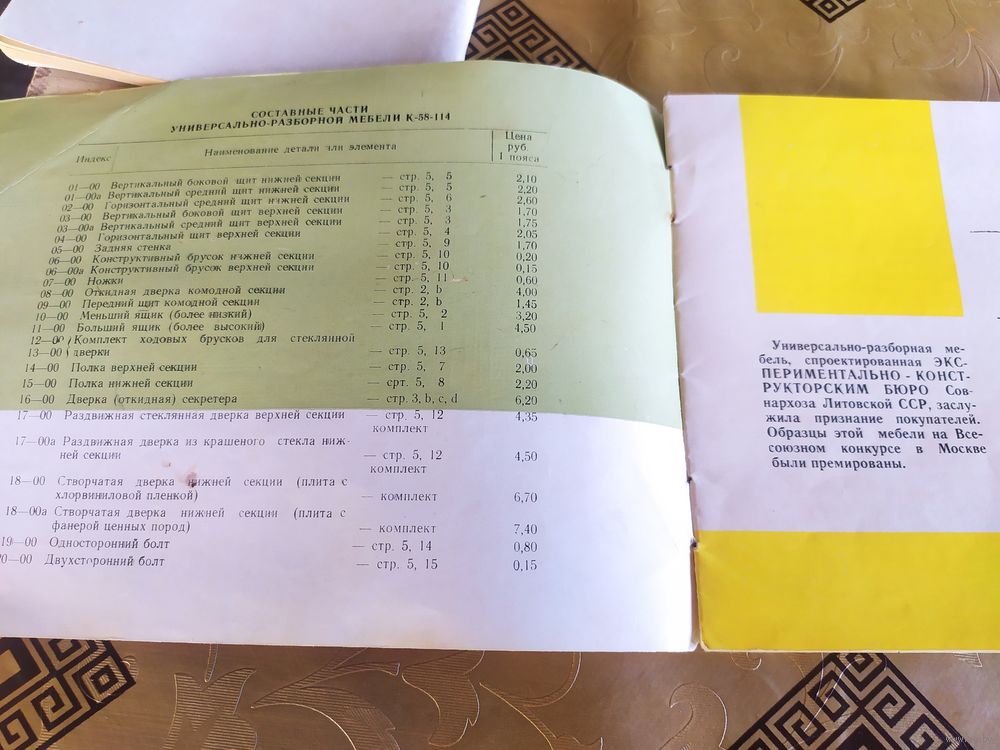 СОСТАВНЫЕ ЧАСТИ
УНИВЕРСАЛЬНО-РАЗБОРНОЙ МЕБЕЛИ К-58-114
Индекс Наименование детали или элемента Цена руб. I пояса
01—00 Вертикальный боковой щит нижней секции — стр. 5, 5 2,10
01—00а Вертикальный средний щит нижней секции — стр. 5, 5 2,20
02—00 Горизонтальный средний щит нижней секции — стр. 5, 6 2,60
03—00 Вертикальный боковой щит верхней секции — стр. 5, 3 1,70
03—00а Вертикальный средний щит верхней секции — стр. 5, 3 1,75
04—00 Горизонтальный щит верхней секции — стр. 5, 4 2,05
05—00 Задняя стенка — стр. 5, 9 1,70
06—00 Конструктивный брусок нижней секции — стр. 5, 10 0,20
06—00а Конструктивный брусок верхней секции — стр. 5, 10 0,15
07—00 Ножки — стр. 5, 11 0,60
08—00 Откидная дверка комодной секции — стр. 2, b 4,00
09—00 Передний щит комодной секции — стр. 2, b 1,45
10—00 Меньший ящик (более низкий) — стр. 5, 2 3,20
11—00 Больший ящик (более высокий) — стр. 5, 1 4,50
12—00 Комплект ходовых брусков для стеклянной
13—00 дверки — стр. 5, 13 0,65
14—00 Полка верхней секции — стр. 5, 7 2,00
15—00 Полка нижней секции — срт. 5, 8 2,20
16—00 Дверка (откидная) секретера — стр. 3, b, c, d 6,20
17—00 Раздвижная стеклянная дверка верхней секции — стр. 5, 12 4,35
комплект
17—00а Раздвижная дверка из крашеного стекла ниж-
ней секции — стр. 5, 12 4,50
комплект
18—00 Створчатая дверка нижней секции (плита с
хлорвиниловой пленкой) — комплект 6,70
18—00а Створчатая дверка нижней секции (плита с
фанерой ценных пород) — комплект 7,40
19—00 Односторонний болт — стр. 5, 14 0,80
20—00 Двухсторонний болт — стр. 5, 15 0,15
Универсально-разборная ме-
бель, спроектированная ЭКС-
ПЕРИМЕНТАЛЬНО - КОНСТ-
РУКТОРСКИМ БЮРО Сов-
нархоза Литовской ССР, заслу-
жила признание покупателей.
Образцы этой мебели на Все-
союзном конкурсе в Москве
были премированы.